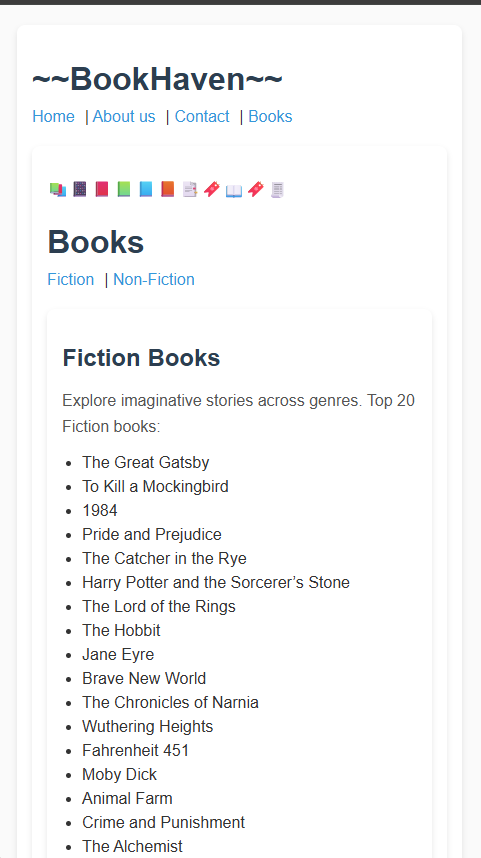 ~~BookHaven~~
Home | About us | Contact | Books
Books
Fiction | Non-Fiction
Fiction Books
Explore imaginative stories across genres. Top 20
Fiction books:
• The Great Gatsby
• To Kill a Mockingbird
• 1984
• Pride and Prejudice
• The Catcher in the Rye
• Harry Potter and the Sorcerer’s Stone
• The Lord of the Rings
• The Hobbit
• Jane Eyre
• Brave New World
• The Chronicles of Narnia
• Wuthering Heights
• Fahrenheit 451
• Moby Dick
• Animal Farm
• Crime and Punishment
• The Alchemist